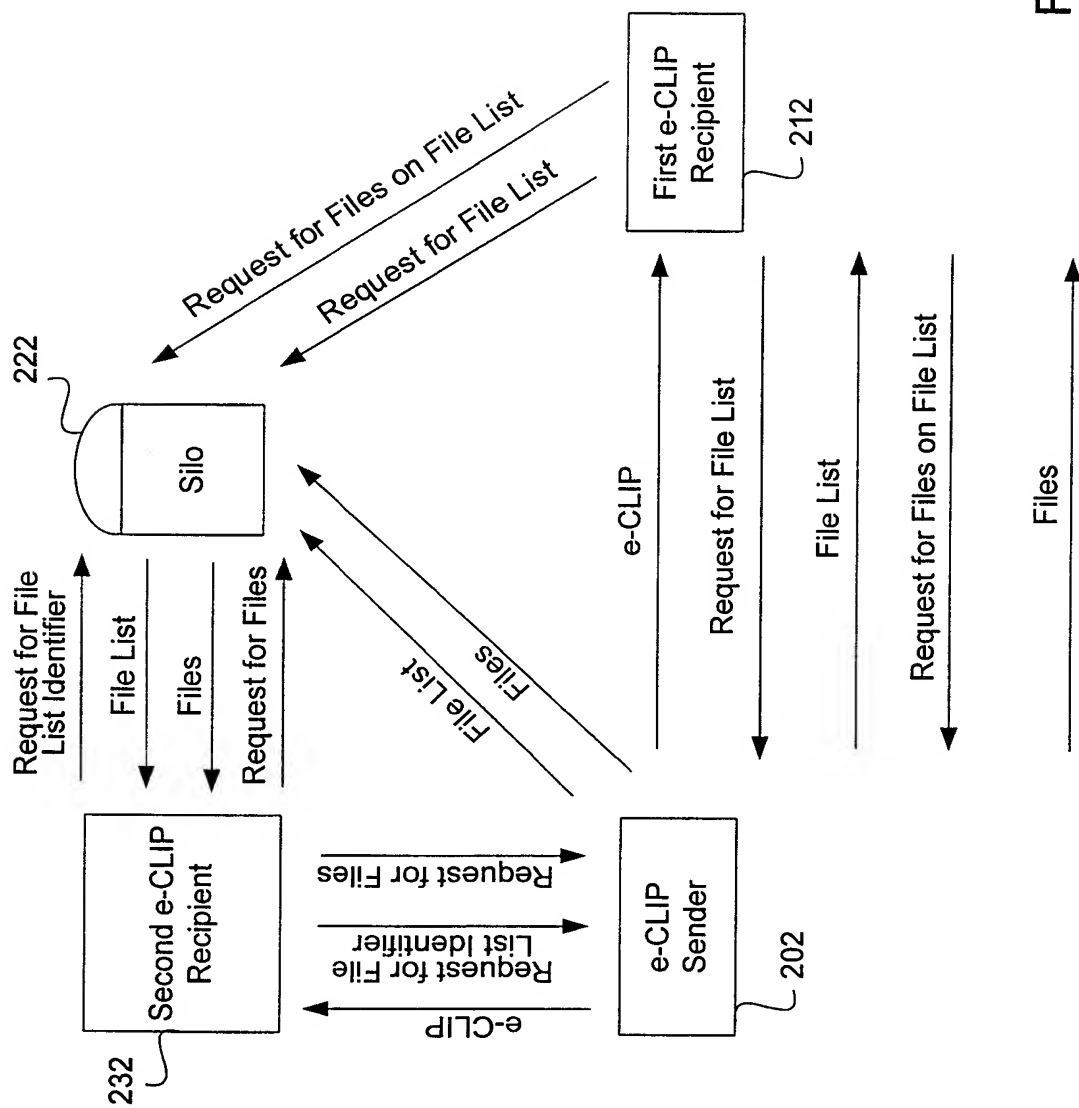 222
Request for Files on File List
Request for File List
Silo
Request for File
List Identifier
File List
Files
Request for Files
232
Second e-CLIP
Recipient
First e-CLIP
Recipient
212
File List
Files
e-CLIP
Request for File
List Identifier
Request for Files
e-CLIP
Sender
202
e-CLIP
Request for File List
File List
Request for Files on File List
Files